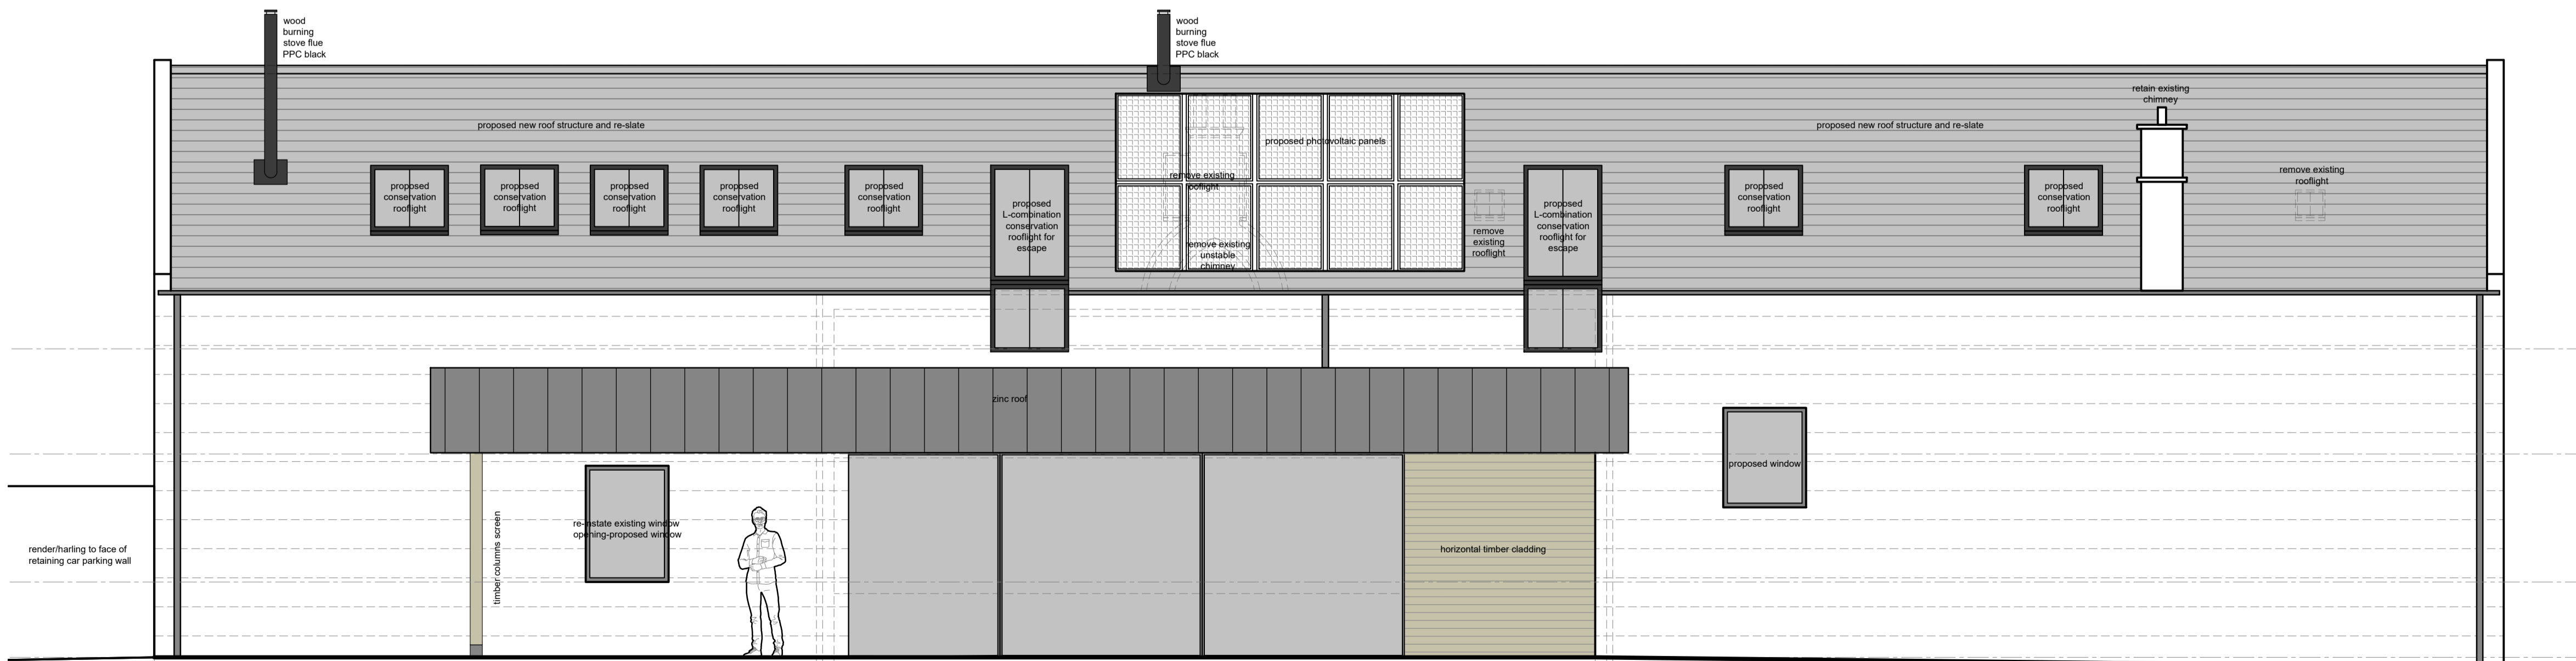 wood
burning
stove flue
PPC black
wood
burning
stove flue
PPC black
retain existing
chimney
proposed new roof structure and re-slate
proposed photovoltaic panels
proposed new roof structure and re-slate
proposed
conservation
rooflight
proposed
conservation
rooflight
proposed
conservation
rooflight
proposed
conservation
rooflight
proposed
conservation
rooflight
proposed
L-combination
conservation
rooflight for
escape
remove existing
rooflight
remove existing
unstable
chimney
remove
existing
rooflight
proposed
L-combination
conservation
rooflight for
escape
proposed
conservation
rooflight
proposed
conservation
rooflight
remove existing
rooflight
zinc roof
proposed window
re-instate existing window
opening-proposed window
timber columns screen
horizontal timber cladding
render/harling to face of
retaining car parking wall